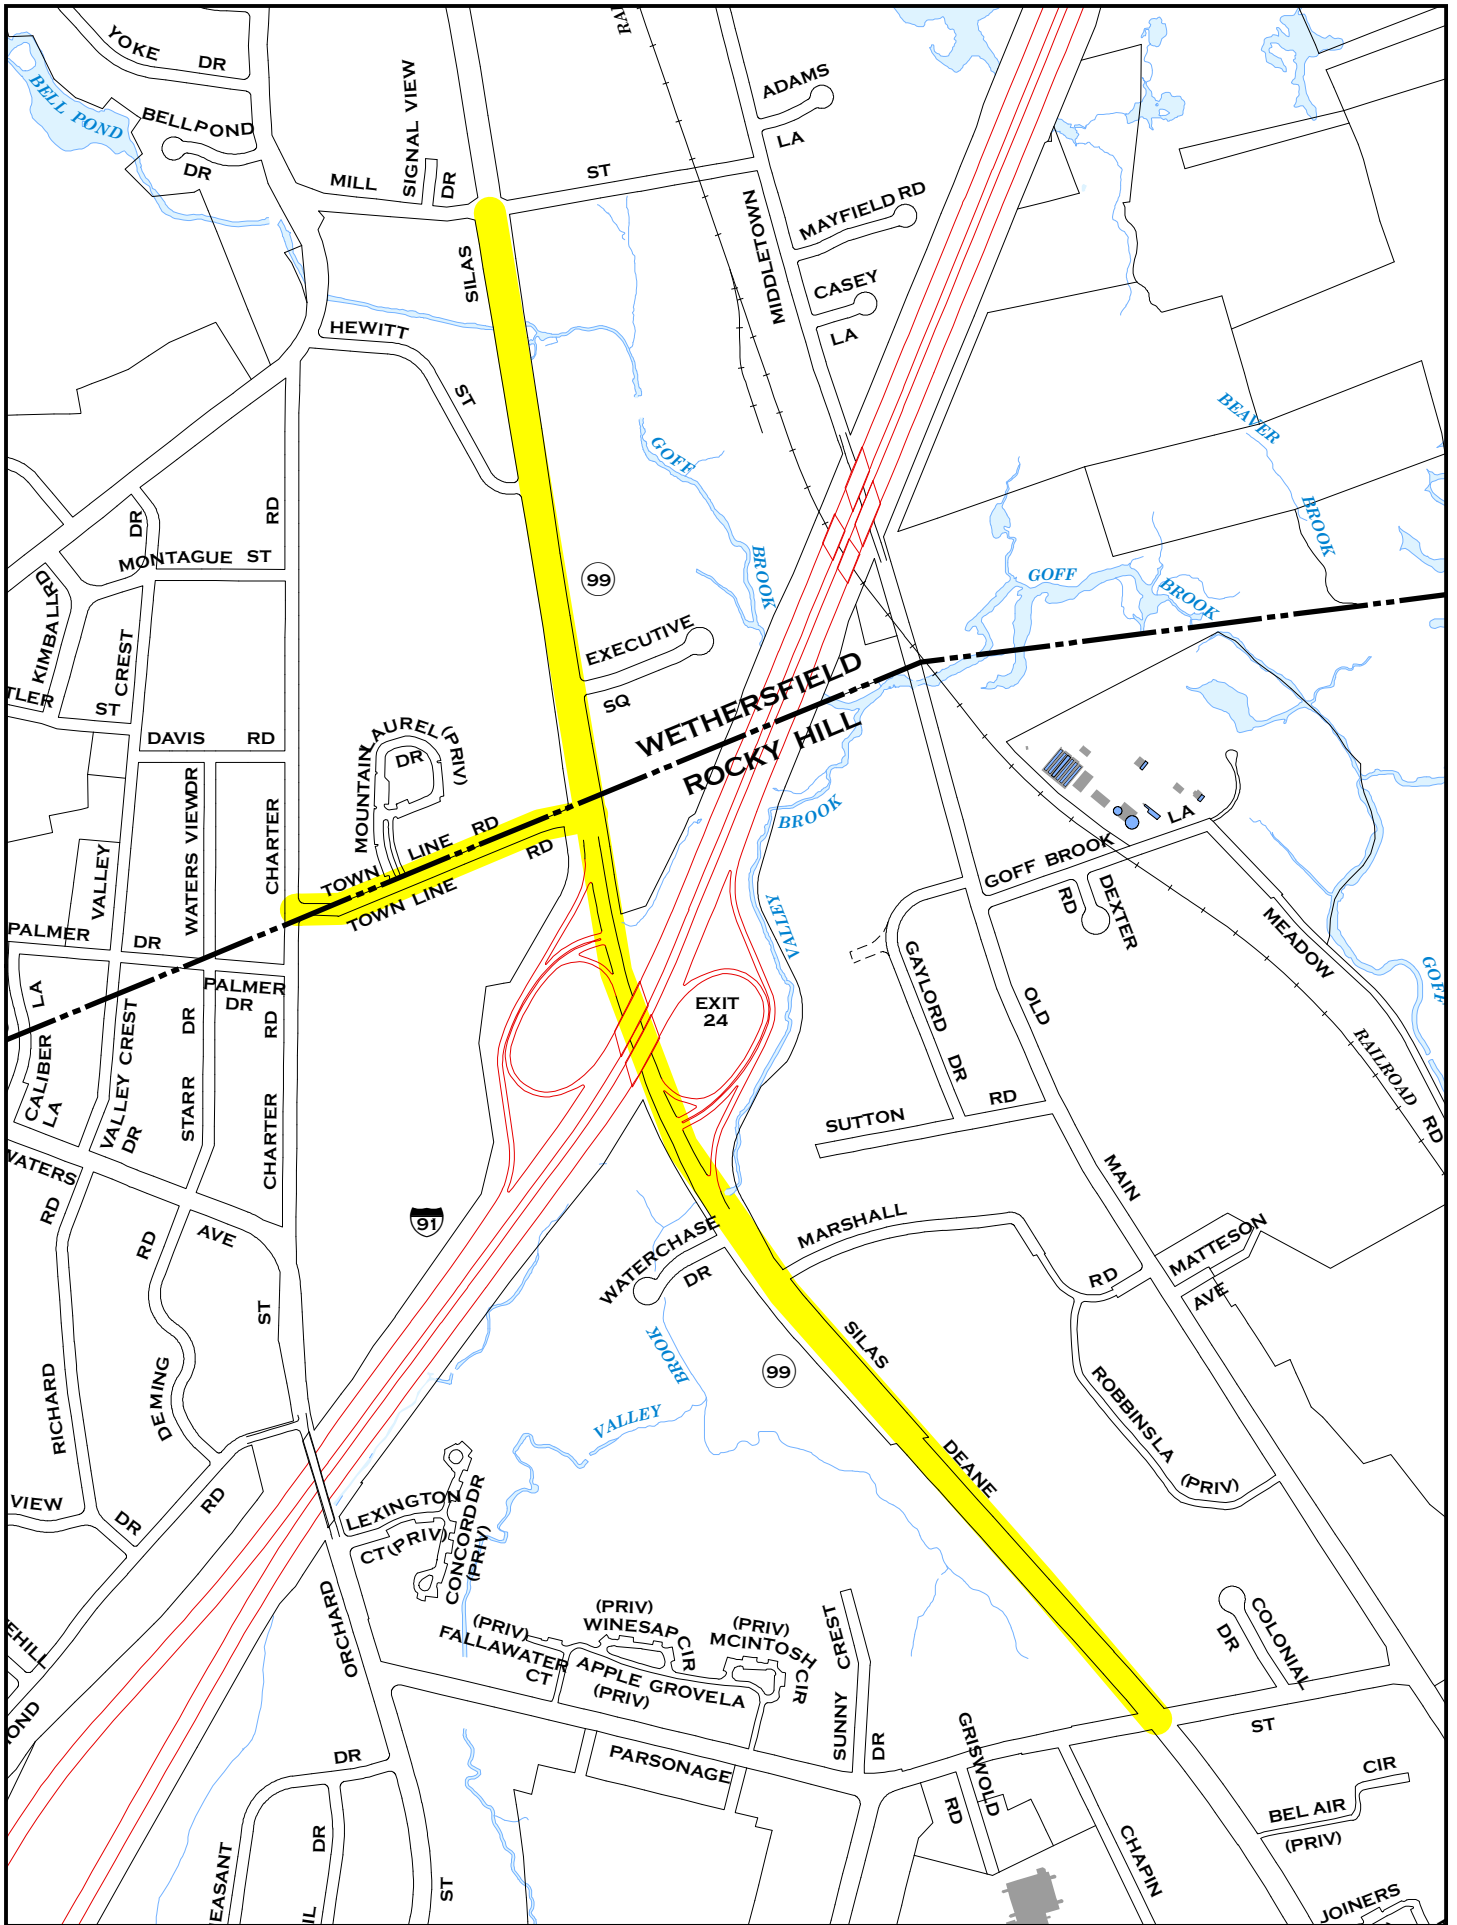 YOKE DR
BELL POND
BELLPOND
DR
MILL
SIGNAL VIEW
DR
ST
ADAMS
LA
MAYFIELD RD
MIDDLETOWN
CASEY
LA
SILAS
HEWITT
ST
GOFF
BROOK
BEAVER
BROOK
RD
DR
MONTAGUE ST
KIMBALL RD
99
GOFF
BROOK
EXECUTIVE
SQ
CREST
ST
WETHERSFIELD
ROCKY HILL
DAVIS RD
MOUNTAIN LAUREL (PRIV)
DR
WATERS VIEW DR
CHARTER
VALLEY
TOWN LINE RD
TOWN LINE RD
BROOK
VALLEY
GOFF BROOK LA
RD
DEXTER
MEADOW
PALMER DR
PALMER
DR
GAYLORD DR
OLD
EXIT
24
GOFF
RAILROAD
RD
LA
CALIBER
LA
VALLEY CREST
DR
STARR DR
RD
CHARTER
SUTTON RD
MAIN
RD
RD
AVE
91
MARSHALL
RD
MATTESON
AVE
WATERCHASE
DR
BROOK
VALLEY
SILAS
DEANE
99
ROBBINS LA
(PRIV)
ST
RICHARD
DEMING
VIEW
DR
RD
LEXINGTON
CT (PRIV)
CONCORD DR
(PRIV)
ORCHARD
(PRIV)
FALLAWATER
CT
(PRIV)
WINESAP CIR
(PRIV)
MCINTOSH
CIR
APPLE GROVE LA
(PRIV)
SUNNY CREST
DR
COLONIAL
DR
ST
DR
PARSONAGE
GRISWOLD
RD
CHAPIN
CIR
BEL AIR
(PRIV)
DR
ST
JOINERS